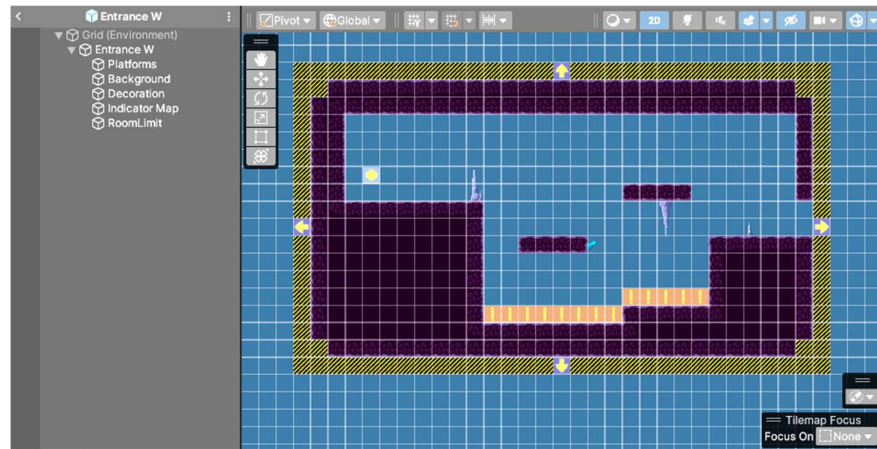 Entrance W
Pivot
Global
2D
Grid (Environment)
Entrance W
Platforms
Background
Decoration
Indicator Map
RoomLimit
Tilemap Focus
Focus On
None